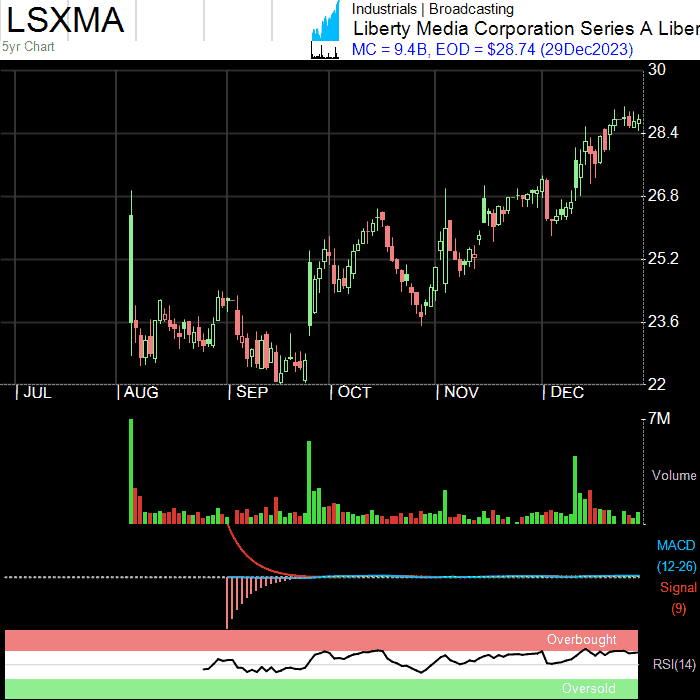 LSXMA
5yr Chart
Industrials | Broadcasting
Liberty Media Corporation Series A Liber
MC = 9.4B, EOD = $28.74 (29Dec2023)
30
28.4
26.8
25.2
23.6
22
| JUL | AUG | SEP | OCT | NOV | DEC
7M
Volume
MACD
(12-26)
Signal
(9)
Overbought
RSI(14)
Oversold